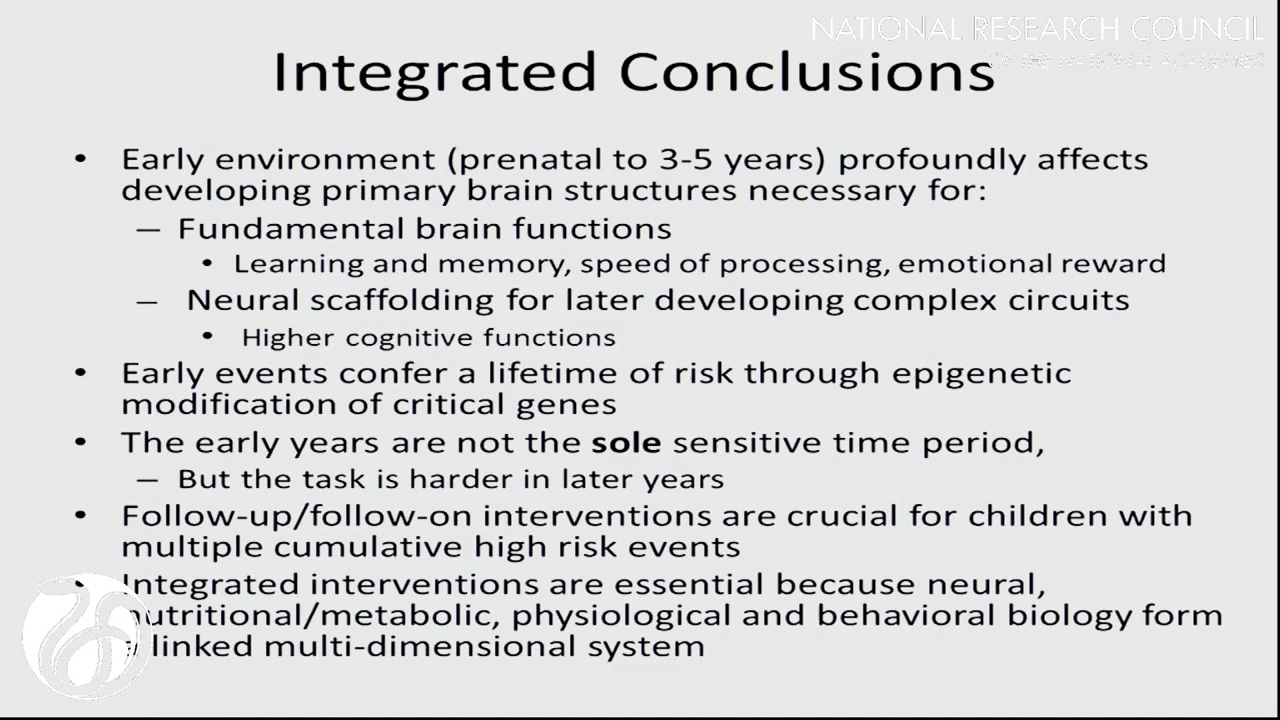 NATIONAL RESEARCH COUNCIL
OF THE NATIONAL ACADEMIES
Integrated Conclusions
• Early environment (prenatal to 3-5 years) profoundly affects
developing primary brain structures necessary for:
– Fundamental brain functions
• Learning and memory, speed of processing, emotional reward
– Neural scaffolding for later developing complex circuits
• Higher cognitive functions
• Early events confer a lifetime of risk through epigenetic
modification of critical genes
• The early years are not the sole sensitive time period,
– But the task is harder in later years
• Follow-up/follow-on interventions are crucial for children with
multiple cumulative high risk events
• Integrated interventions are essential because neural,
nutritional/metabolic, physiological and behavioral biology form
a linked multi-dimensional system